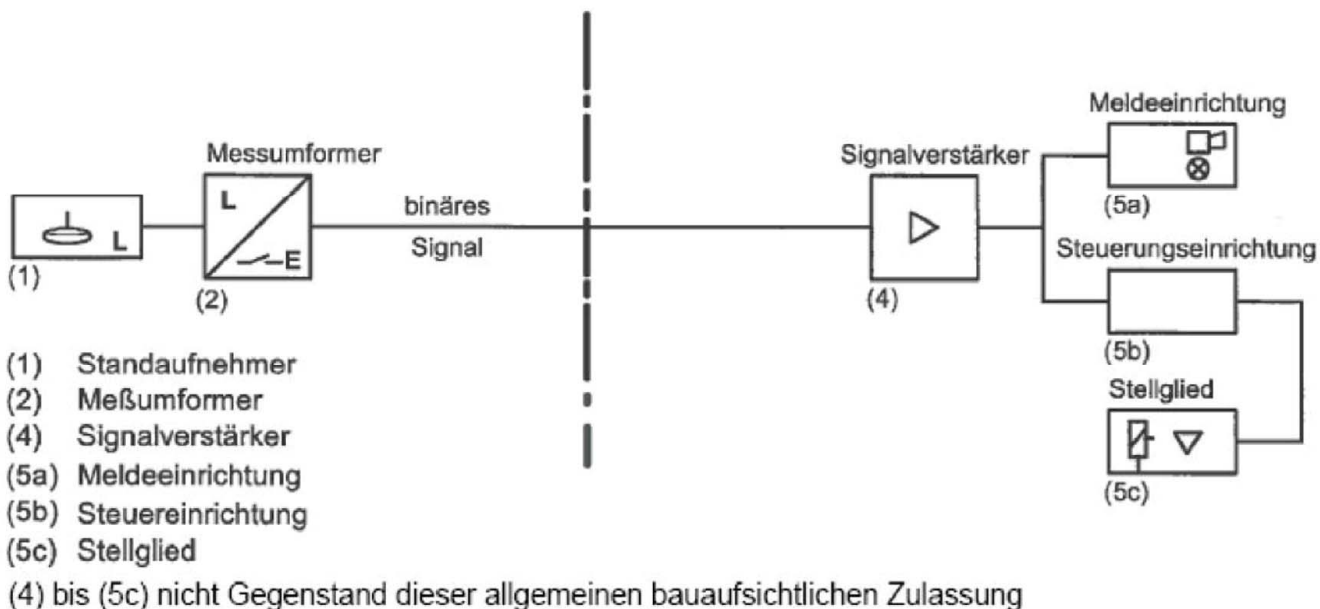 Meldeeinrichtung
Messumformer
Signalverstärker
L
binäres
L
(5a)
E
Signal
Steuerungseinrichtung
(1)
(2)
(4)
(5b)
(1) Standaufnehmer
(2) Meßumformer
(4) Signalverstärker
(5a) Meldeeinrichtung
(5b) Steuereinrichtung
(5c) Stellglied
Stellglied
(5c)
(4) bis (5c) nicht Gegenstand dieser allgemeinen bauaufsichtlichen Zulassung